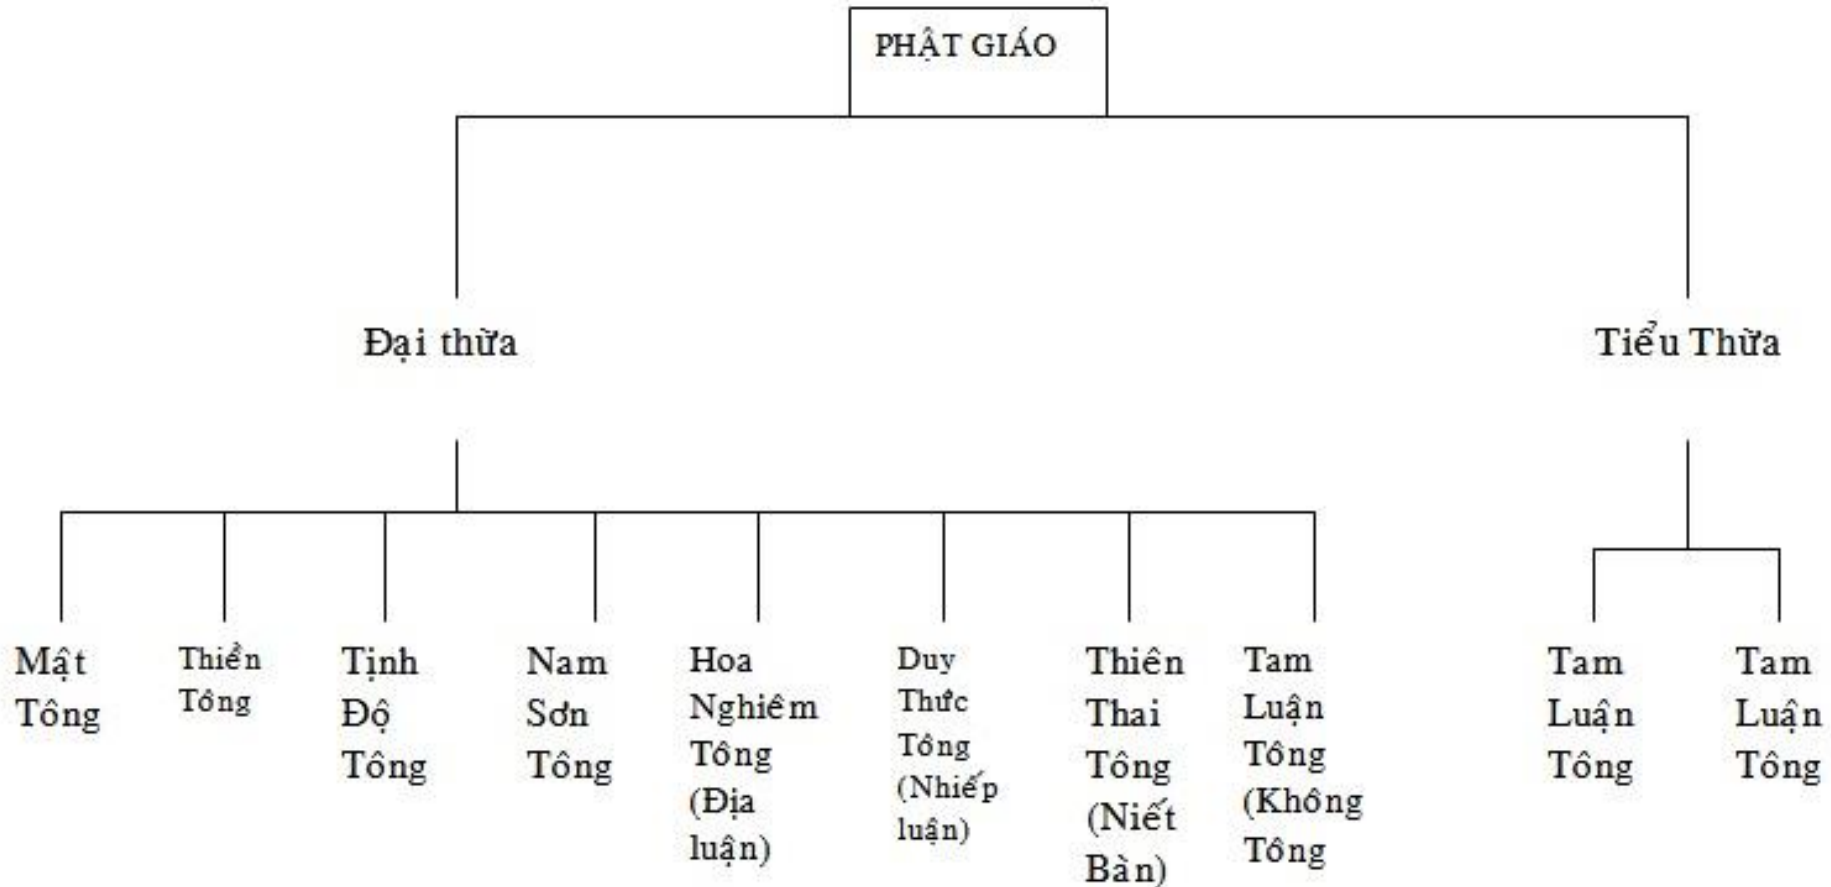 PHẬT GIÁO
Đại thừa
Tiểu Thừa
Mật
Tông
Thiền
Tông
Tịnh
Độ
Tông
Nam
Sơn
Tông
Hoa
Nghiêm
Tông
(Địa
luận)
Duy
Thức
Tông
(Nhiếp
luận)
Thiên
Thai
Tông
(Niết
Bàn)
Tam
Luận
Tông
(Không
Tông
Tam
Luận
Tông
Tam
Luận
Tông